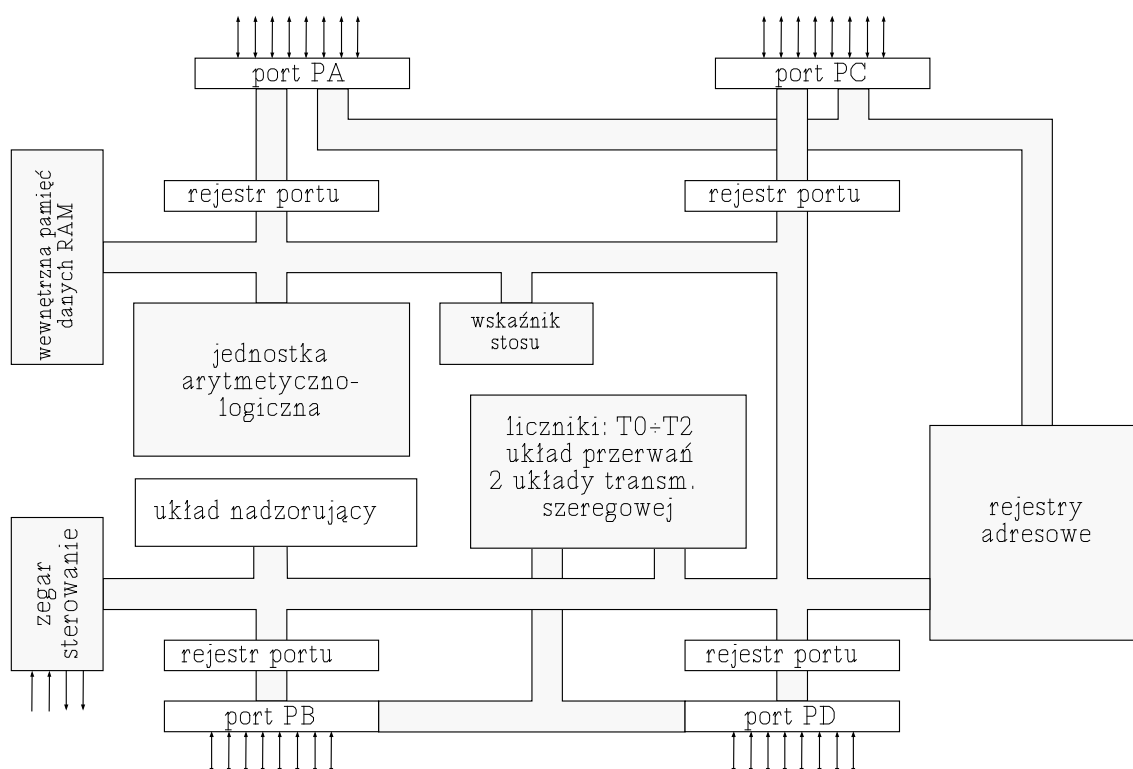 port PA
port PC
rejestr portu
rejestr portu
wewnętrzna pamięć
danych RAM
jednostka
arytmetyczno-
logiczna
wskaźnik
stosu
liczniki: T0÷T2
układ przerwań
2 układy transm.
szeregowej
układ nadzorujący
rejestry
adresowe
zegar
sterowanie
rejestr portu
rejestr portu
port PB
port PD